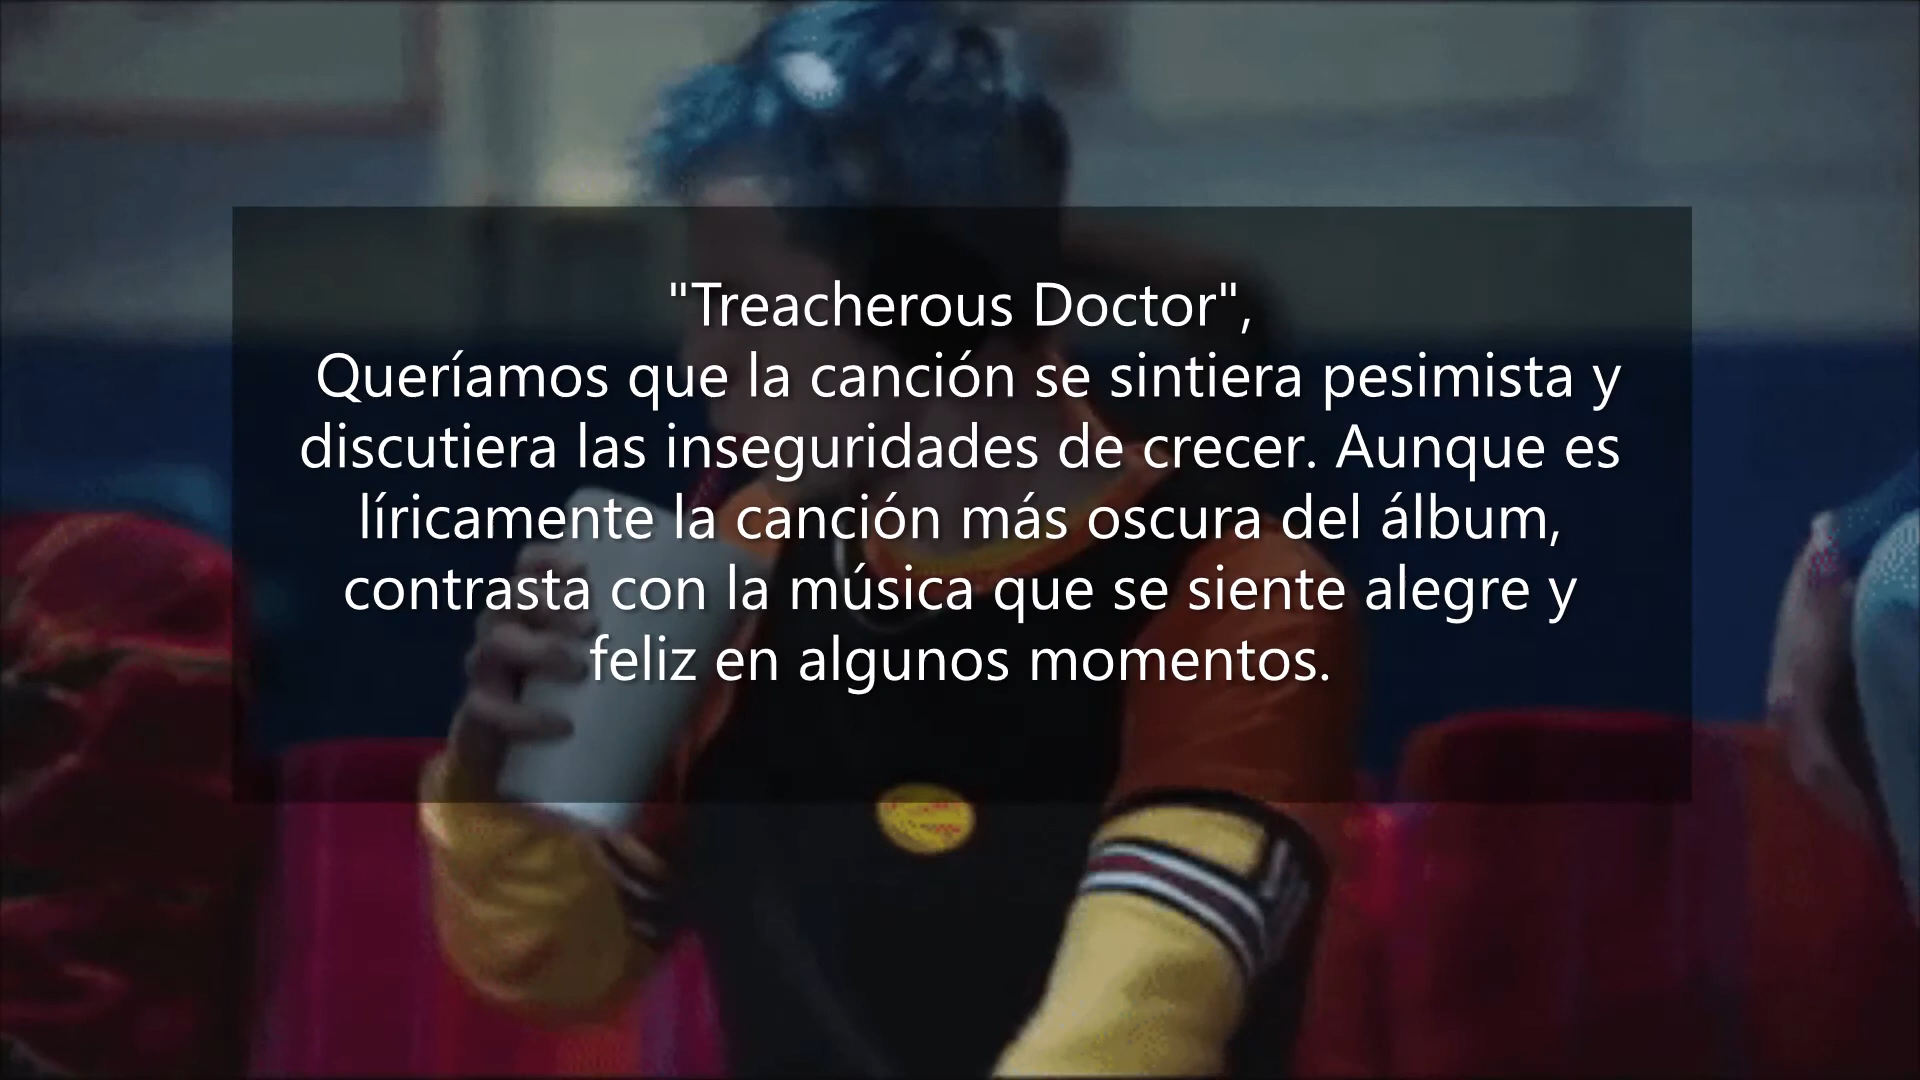 "Treacherous Doctor",
Queríamos que la canción se sintiera pesimista y
discutiera las inseguridades de crecer. Aunque es
líricamente la canción más oscura del álbum,
contrasta con la música que se siente alegre y
feliz en algunos momentos.